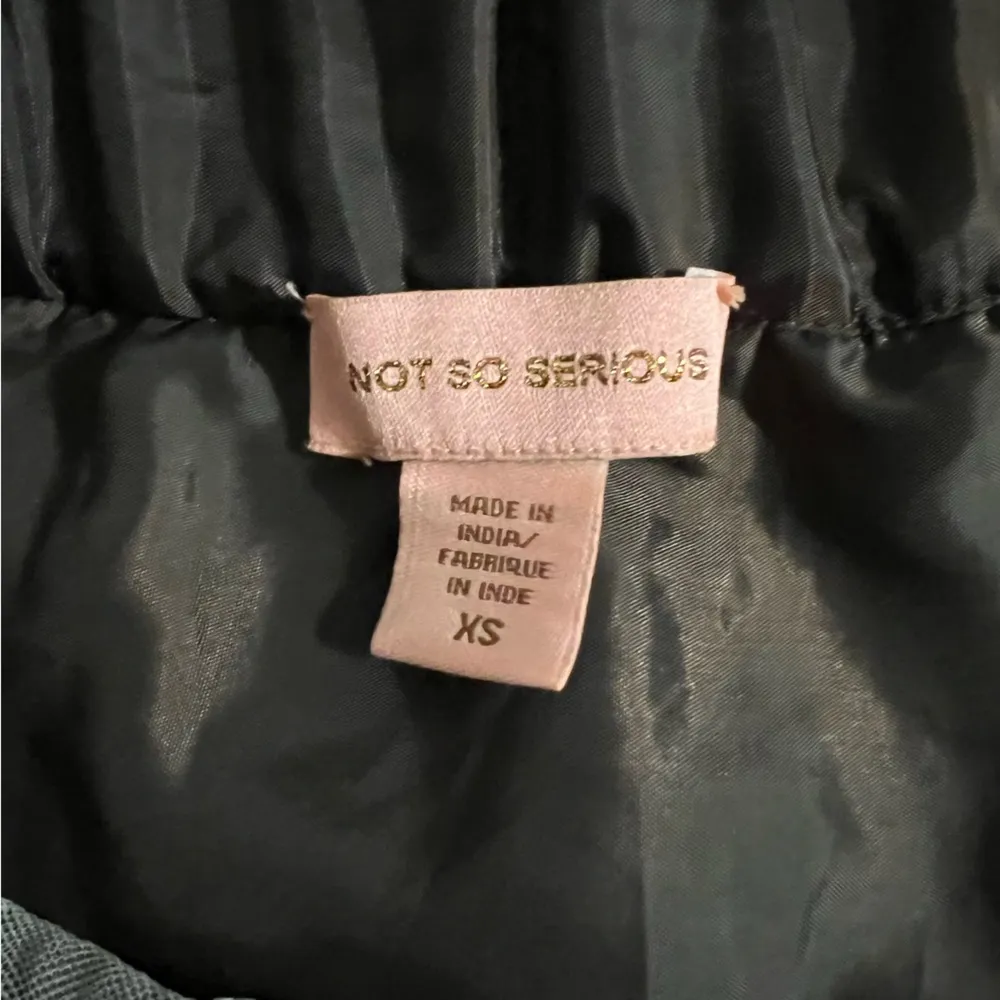 NOT SO SERIOUS
MADE IN
INDIA/
FABRIQUE
IN INDE
XS